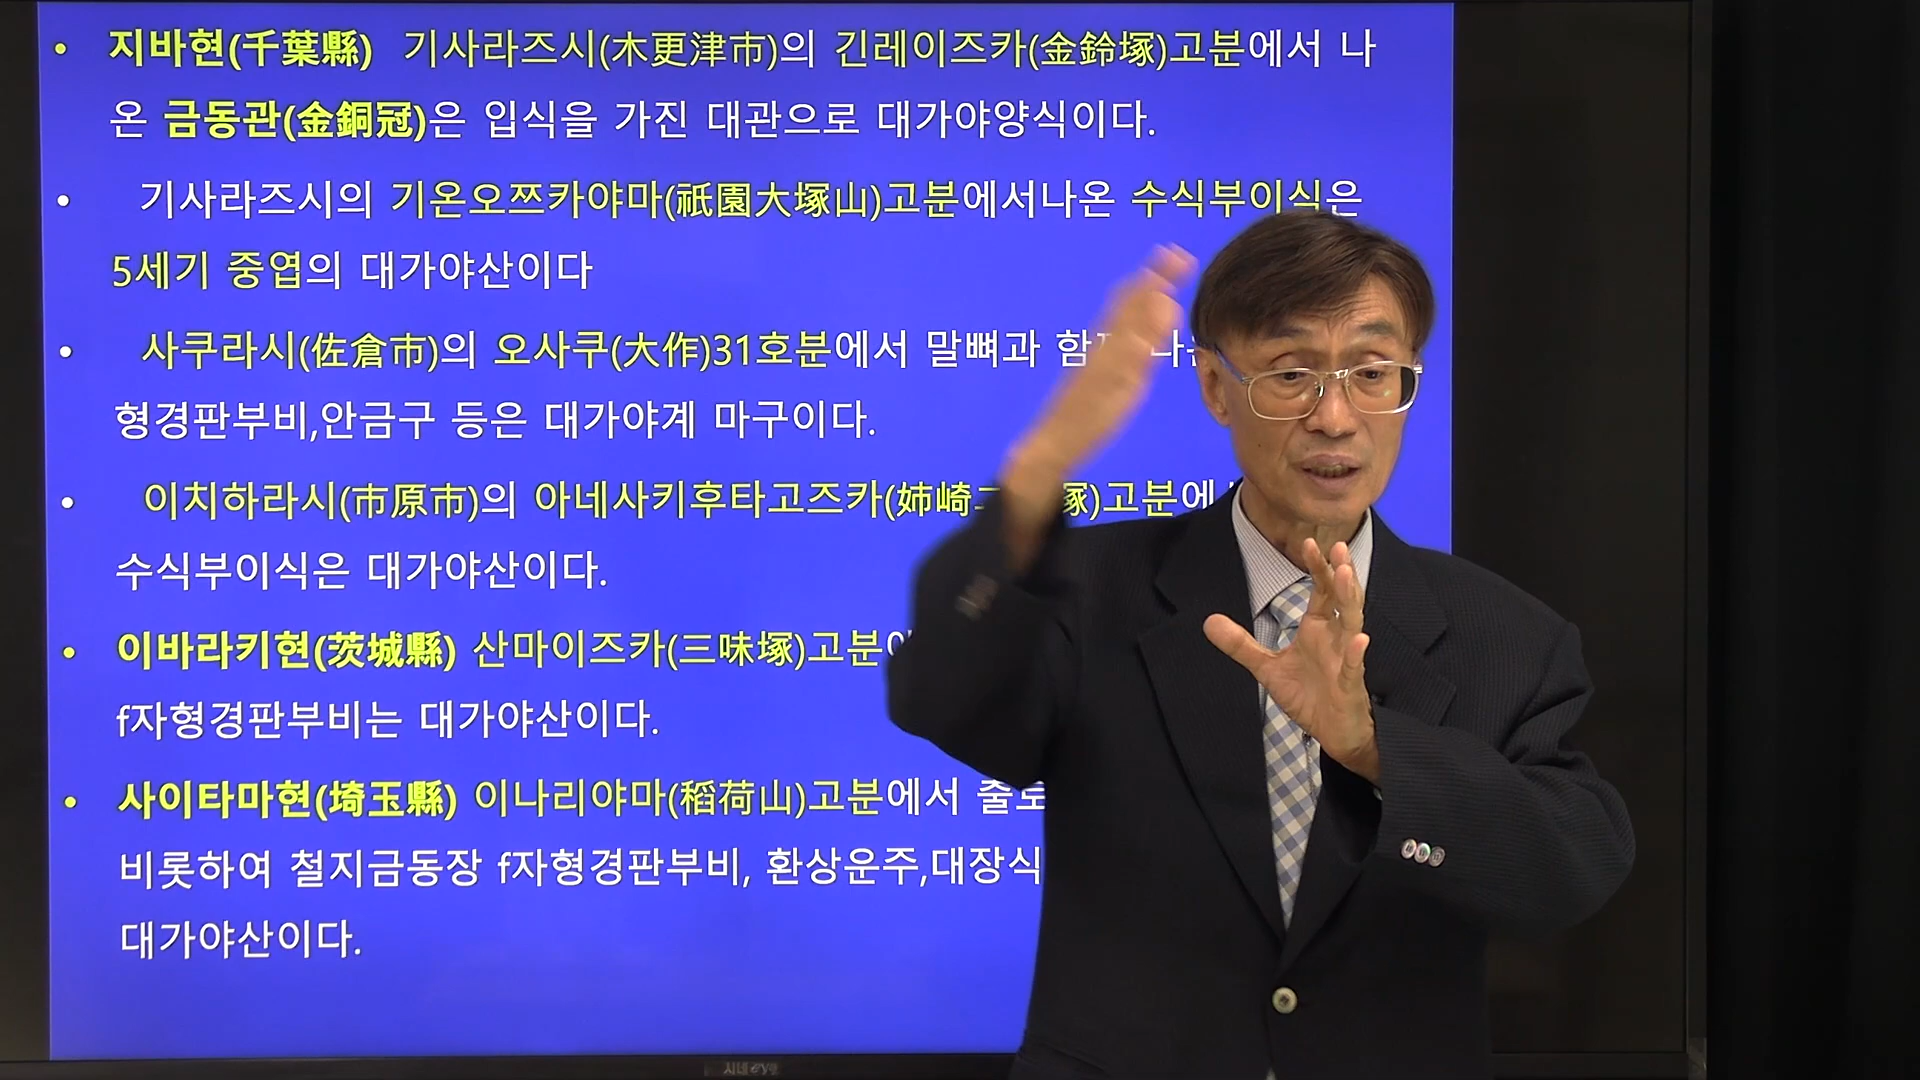 • 지바현(千葉縣) 기사라즈시(木更津市)의 긴레이즈카(金鈴塚)고분에서 나
온 금동관(金銅冠)은 입식을 가진 대관으로 대가야양식이다.
• 기사라즈시의 기온오쯔카야마(祇園大塚山)고분에서나온 수식부이식은
5세기 중엽의 대가야산이다
• 사쿠라시(佐倉市)의 오사쿠(大作)31호분에서 말뼈과
형경판부비,안금구 등은 대가야계 마구이다.
• 이치하라시(市原市)의 아네사키후타고즈카(姉崎 塚)고분에
수식부이식은 대가야산이다.
• 이바라키현(茨城縣) 산마이즈카(三味塚)고분
f자형경판부비는 대가야산이다.
• 사이타마현(埼玉縣) 이나리야마(稻荷山)고분에서
비롯하여 철지금동장 f자형경판부비, 환상운주,대장식
대가야산이다.